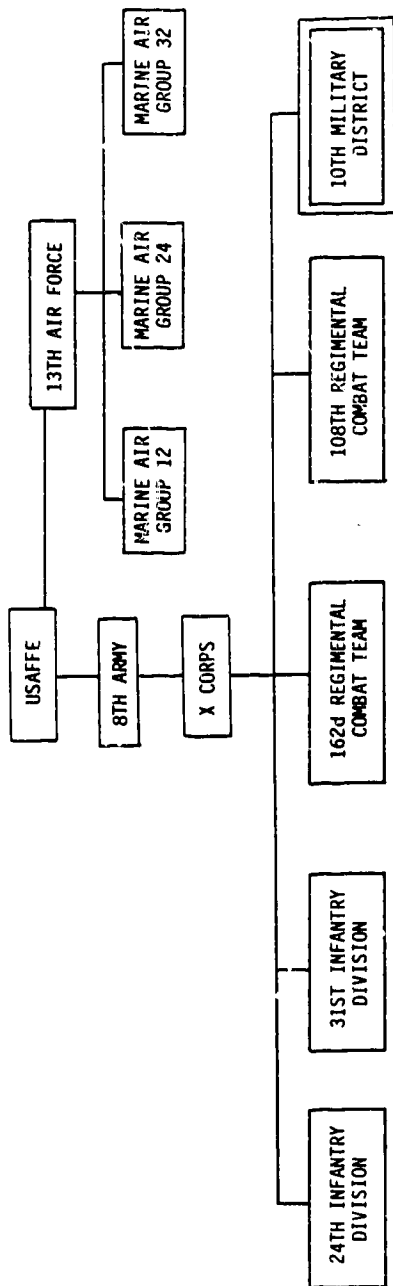 USAFFE
13TH AIR FORCE
8TH ARMY
MARINE AIR
GROUP 12
MARINE AIR
GROUP 24
MARINE AIR
GROUP 32
X CORPS
24TH INFANTRY
DIVISION
31ST INFANTRY
DIVISION
162d REGIMENTAL
COMBAT TEAM
108TH REGIMENTAL
COMBAT TEAM
10TH MILITARY
DISTRICT